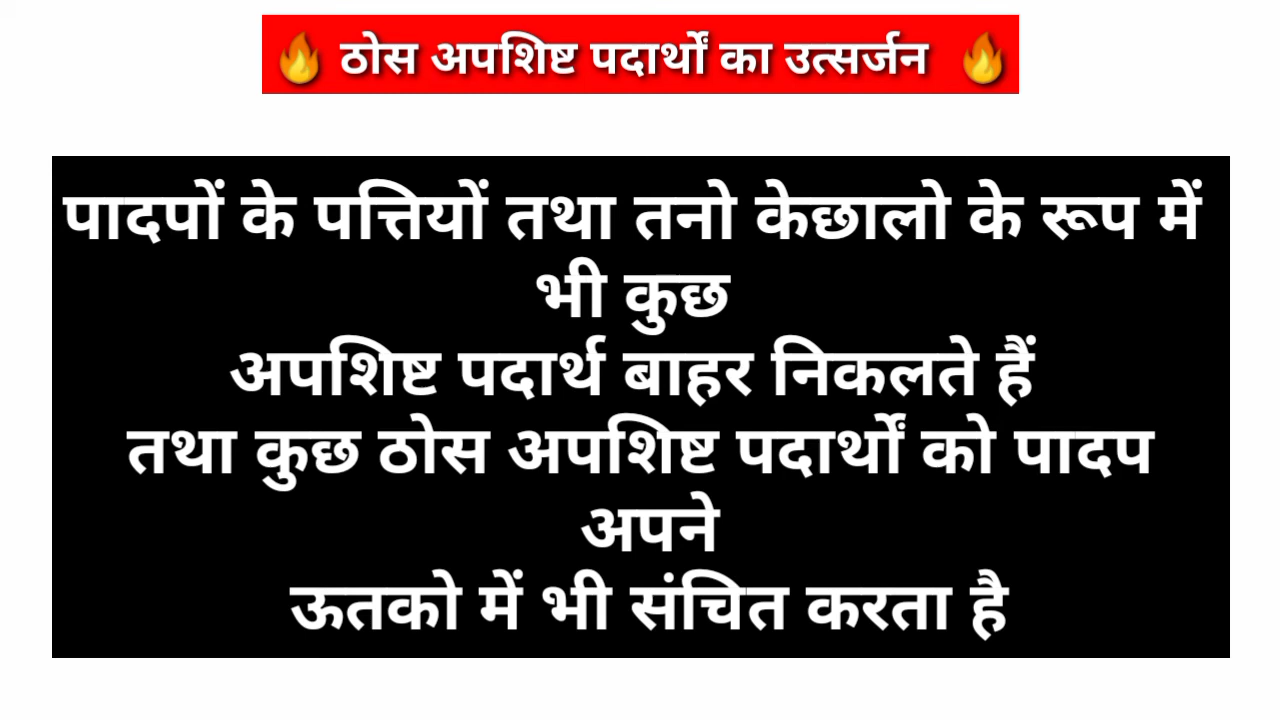 🔥 ठोस अपशिष्ट पदार्थों का उत्सर्जन 🔥
पादपों के पत्तियों तथा तनो केछालो के रूप में
भी कुछ
अपशिष्ट पदार्थ बाहर निकलते हैं
तथा कुछ ठोस अपशिष्ट पदार्थों को पादप
अपने
ऊतको में भी संचित करता है